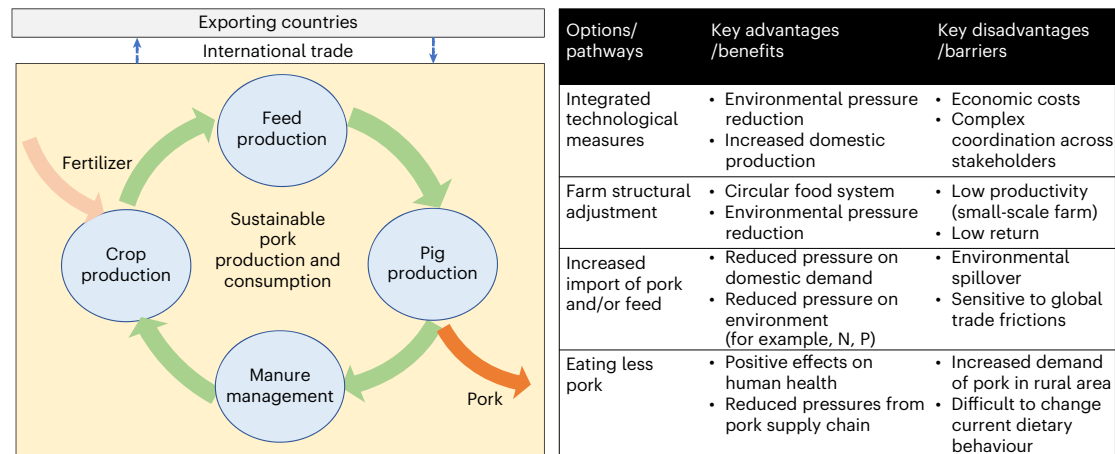 Exporting countries
International trade
Feed
production
Fertilizer
Sustainable
pork
production and
consumption
Crop
production
Pig
production
Manure
management
Pork
Options/
pathways
Key advantages
/benefits
Key disadvantages
/barriers
Integrated
technological
measures
• Environmental pressure
reduction
• Increased domestic
production
• Economic costs
• Complex
coordination across
stakeholders
Farm structural
adjustment
• Circular food system
• Environmental pressure
reduction
• Low productivity
(small-scale farm)
• Low return
Increased
import of pork
and/or feed
• Reduced pressure on
domestic demand
• Reduced pressure on
environment
(for example, N, P)
• Environmental
spillover
• Sensitive to global
trade frictions
Eating less
pork
• Positive effects on
human health
• Reduced pressures from
pork supply chain
• Increased demand
of pork in rural area
• Difficult to change
current dietary
behaviour